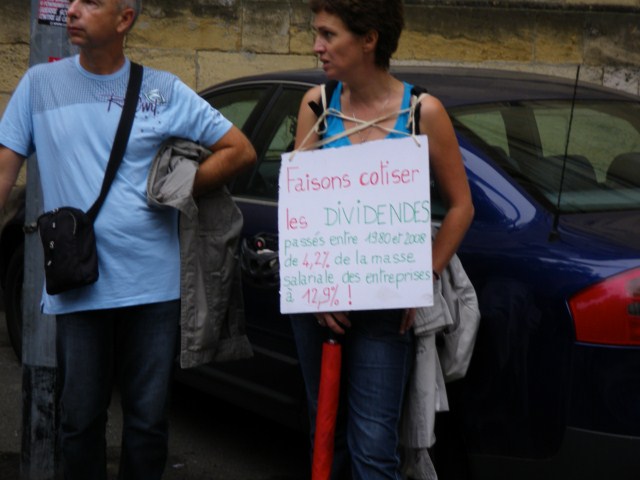 Faisons cotiser
les DIVIDENDES
passés entre 1980 et 2008
de 4,2% de la masse
salariale des entreprises
à 12,9% !